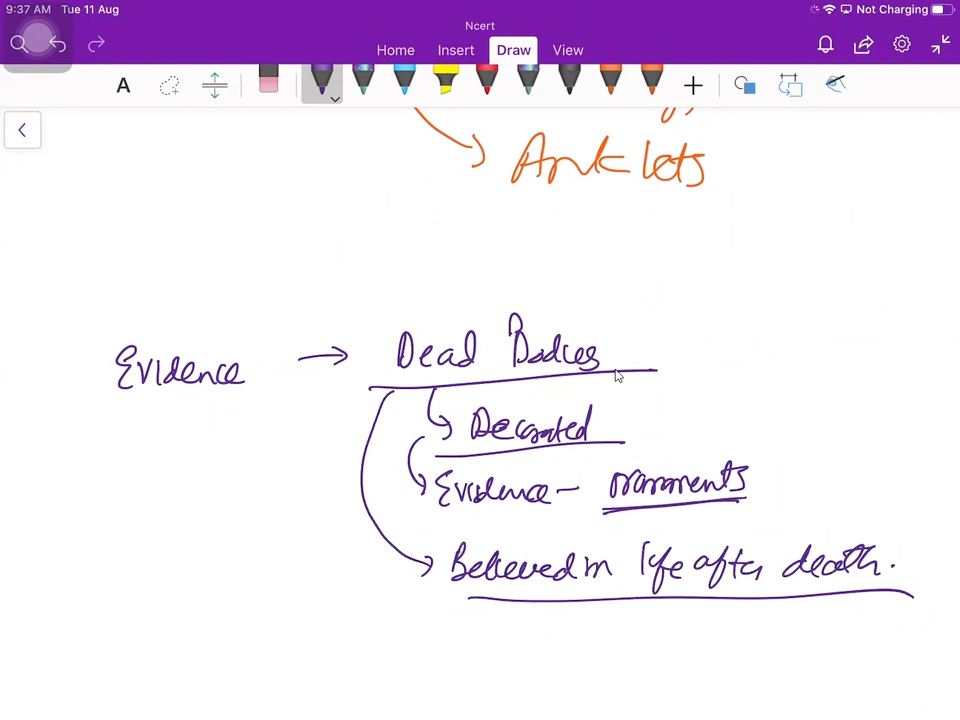 9:37 AM Tue 11 Aug
Not Charging
Ncert
Home Insert Draw View
A
Anklets
Evidence → Dead Bodies
Decorated
Evidence - ornaments
Believed in life after death.